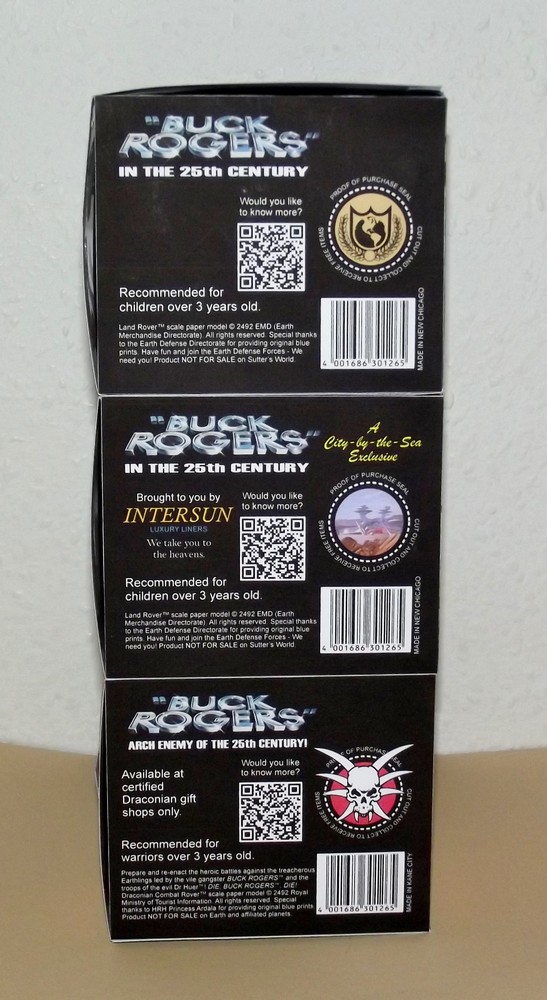 "BUCK
ROGERS"
IN THE 25th CENTURY
Would you like
to know more?
PROOF OF PURCHASE SEAL
CUT OUT AND COLLECT TO RECEIVE FREE ITEMS
Recommended for
children over 3 years old.
Land Rover™ scale paper model © 2492 EMD (Earth
Merchandise Directorate). All rights reserved. Special thanks
to the Earth Defense Directorate for providing original blue
prints. Have fun and join the Earth Defense Forces - We
need you! Product NOT FOR SALE on Sutter's World.
4 001686 301265
MADE IN NEW CHICAGO
"BUCK
ROGERS"
IN THE 25th CENTURY
A
City-by-the-Sea
Exclusive
Brought to you by
INTERSUN
LUXURY LINERS
We take you to
the heavens.
Would you like
to know more?
PROOF OF PURCHASE SEAL
CUT OUT AND COLLECT TO RECEIVE FREE ITEMS
Recommended for
children over 3 years old.
Land Rover™ scale paper model © 2492 EMD (Earth
Merchandise Directorate). All rights reserved. Special thanks
to the Earth Defense Directorate for providing original blue
prints. Have fun and join the Earth Defense Forces - We
need you! Product NOT FOR SALE on Sutter's World.
4 001686 301265
MADE IN NEW CHICAGO
"BUCK
ROGERS"
ARCH ENEMY OF THE 25th CENTURY!
Available at
certified
Draconian gift
shops only.
Would you like
to know more?
PROOF OF PURCHASE SEAL
CUT OUT AND COLLECT TO RECEIVE FREE ITEMS
Recommended for
warriors over 3 years old.
Prepare and re-enact the heroic battles against the treacherous
Earthlings led by the vile gangster BUCK ROGERS™ and the
troops of the evil Dr Huer™! DIE, BUCK ROGERS™, DIE!
Draconian Combat Rover™ scale paper model © 2492 Royal
Ministry of Tourist Information. All rights reserved. Special
thanks to HRH Princess Ardala for providing original blue prints.
Product NOT FOR SALE on Earth and affiliated planets.
4 001686 301265
MADE IN KAME CITY